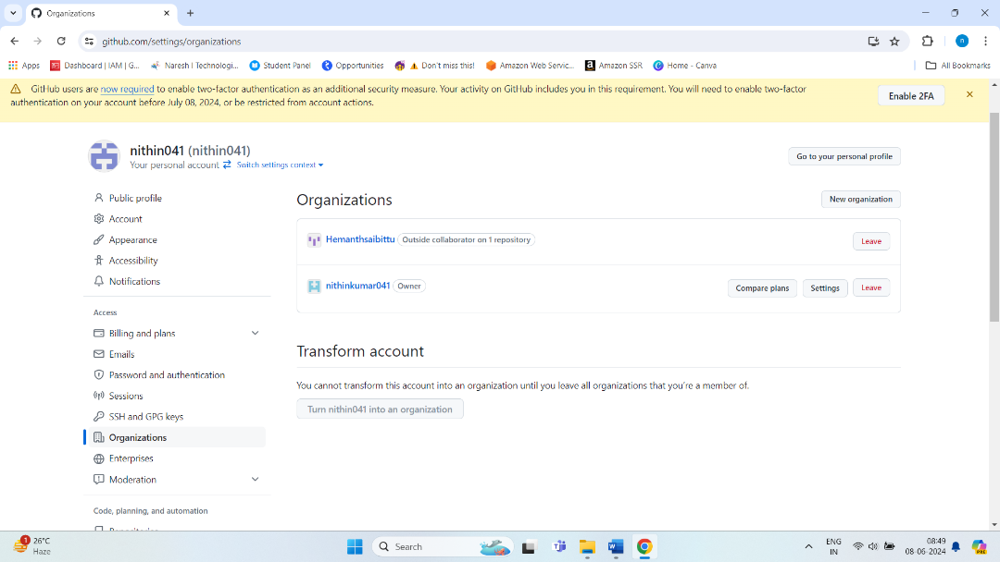 Organizations
github.com/settings/organizations
Apps Dashboard | IAM | G... Naresh I Technologi... Student Panel Opportunities Don't miss this! Amazon Web Servic... Amazon SSR Home - Canva All Bookmarks
GitHub users are now required to enable two-factor authentication as an additional security measure. Your activity on GitHub includes you in this requirement. You will need to enable two-factor
authentication on your account before July 08, 2024, or be restricted from account actions.
Enable 2FA
nithin041 (nithin041)
Your personal account Switch settings context
Go to your personal profile
Public profile
Account
Appearance
Accessibility
Notifications
Access
Billing and plans
Emails
Password and authentication
Sessions
SSH and GPG keys
Organizations
Enterprises
Moderation
Code, planning, and automation
Repositories
Organizations
New organization
Hemanthsaibittu Outside collaborator on 1 repository Leave
nithinkumar041 Owner Compare plans Settings Leave
Transform account
You cannot transform this account into an organization until you leave all organizations that you're a member of.
Turn nithin041 into an organization
1
26°C
Haze
Search
ENG
IN
08:49
08-06-2024